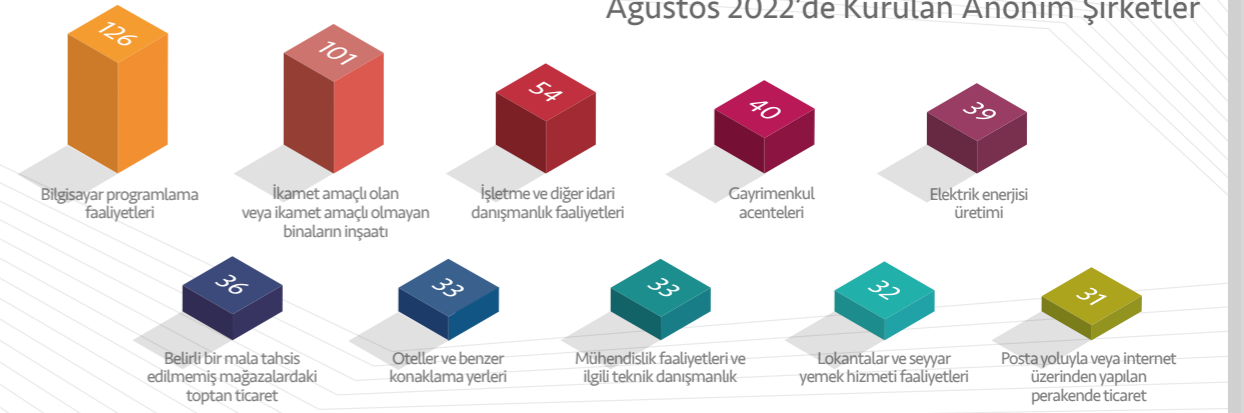 Ağustos 2022'de Kurulan Anonim Şirketler
126
101
54
40
39
Bilgisayar programlama
faaliyetleri
İkamet amaçlı olan
veya ikamet amaçlı olmayan
binaların inşaatı
İşletme ve diğer idari
danışmanlık faaliyetleri
Gayrimenkul
acenteleri
Elektrik enerjisi
üretimi
36
33
33
32
31
Belirli bir mala tahsis
edilmemiş mağazalardaki
toptan ticaret
Oteller ve benzer
konaklama yerleri
Mühendislik faaliyetleri ve
ilgili teknik danışmanlık
Lokantalar ve seyyar
yemek hizmeti faaliyetleri
Posta yoluyla veya internet
üzerinden yapılan
perakende ticaret